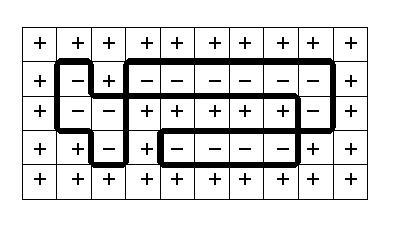 + + + + + + + + + +
+ − + − − − − − − +
+ − − + + + + + − +
+ + − + − − − − + +
+ + + + + + + + + +